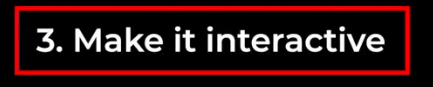 3. Make it interactive